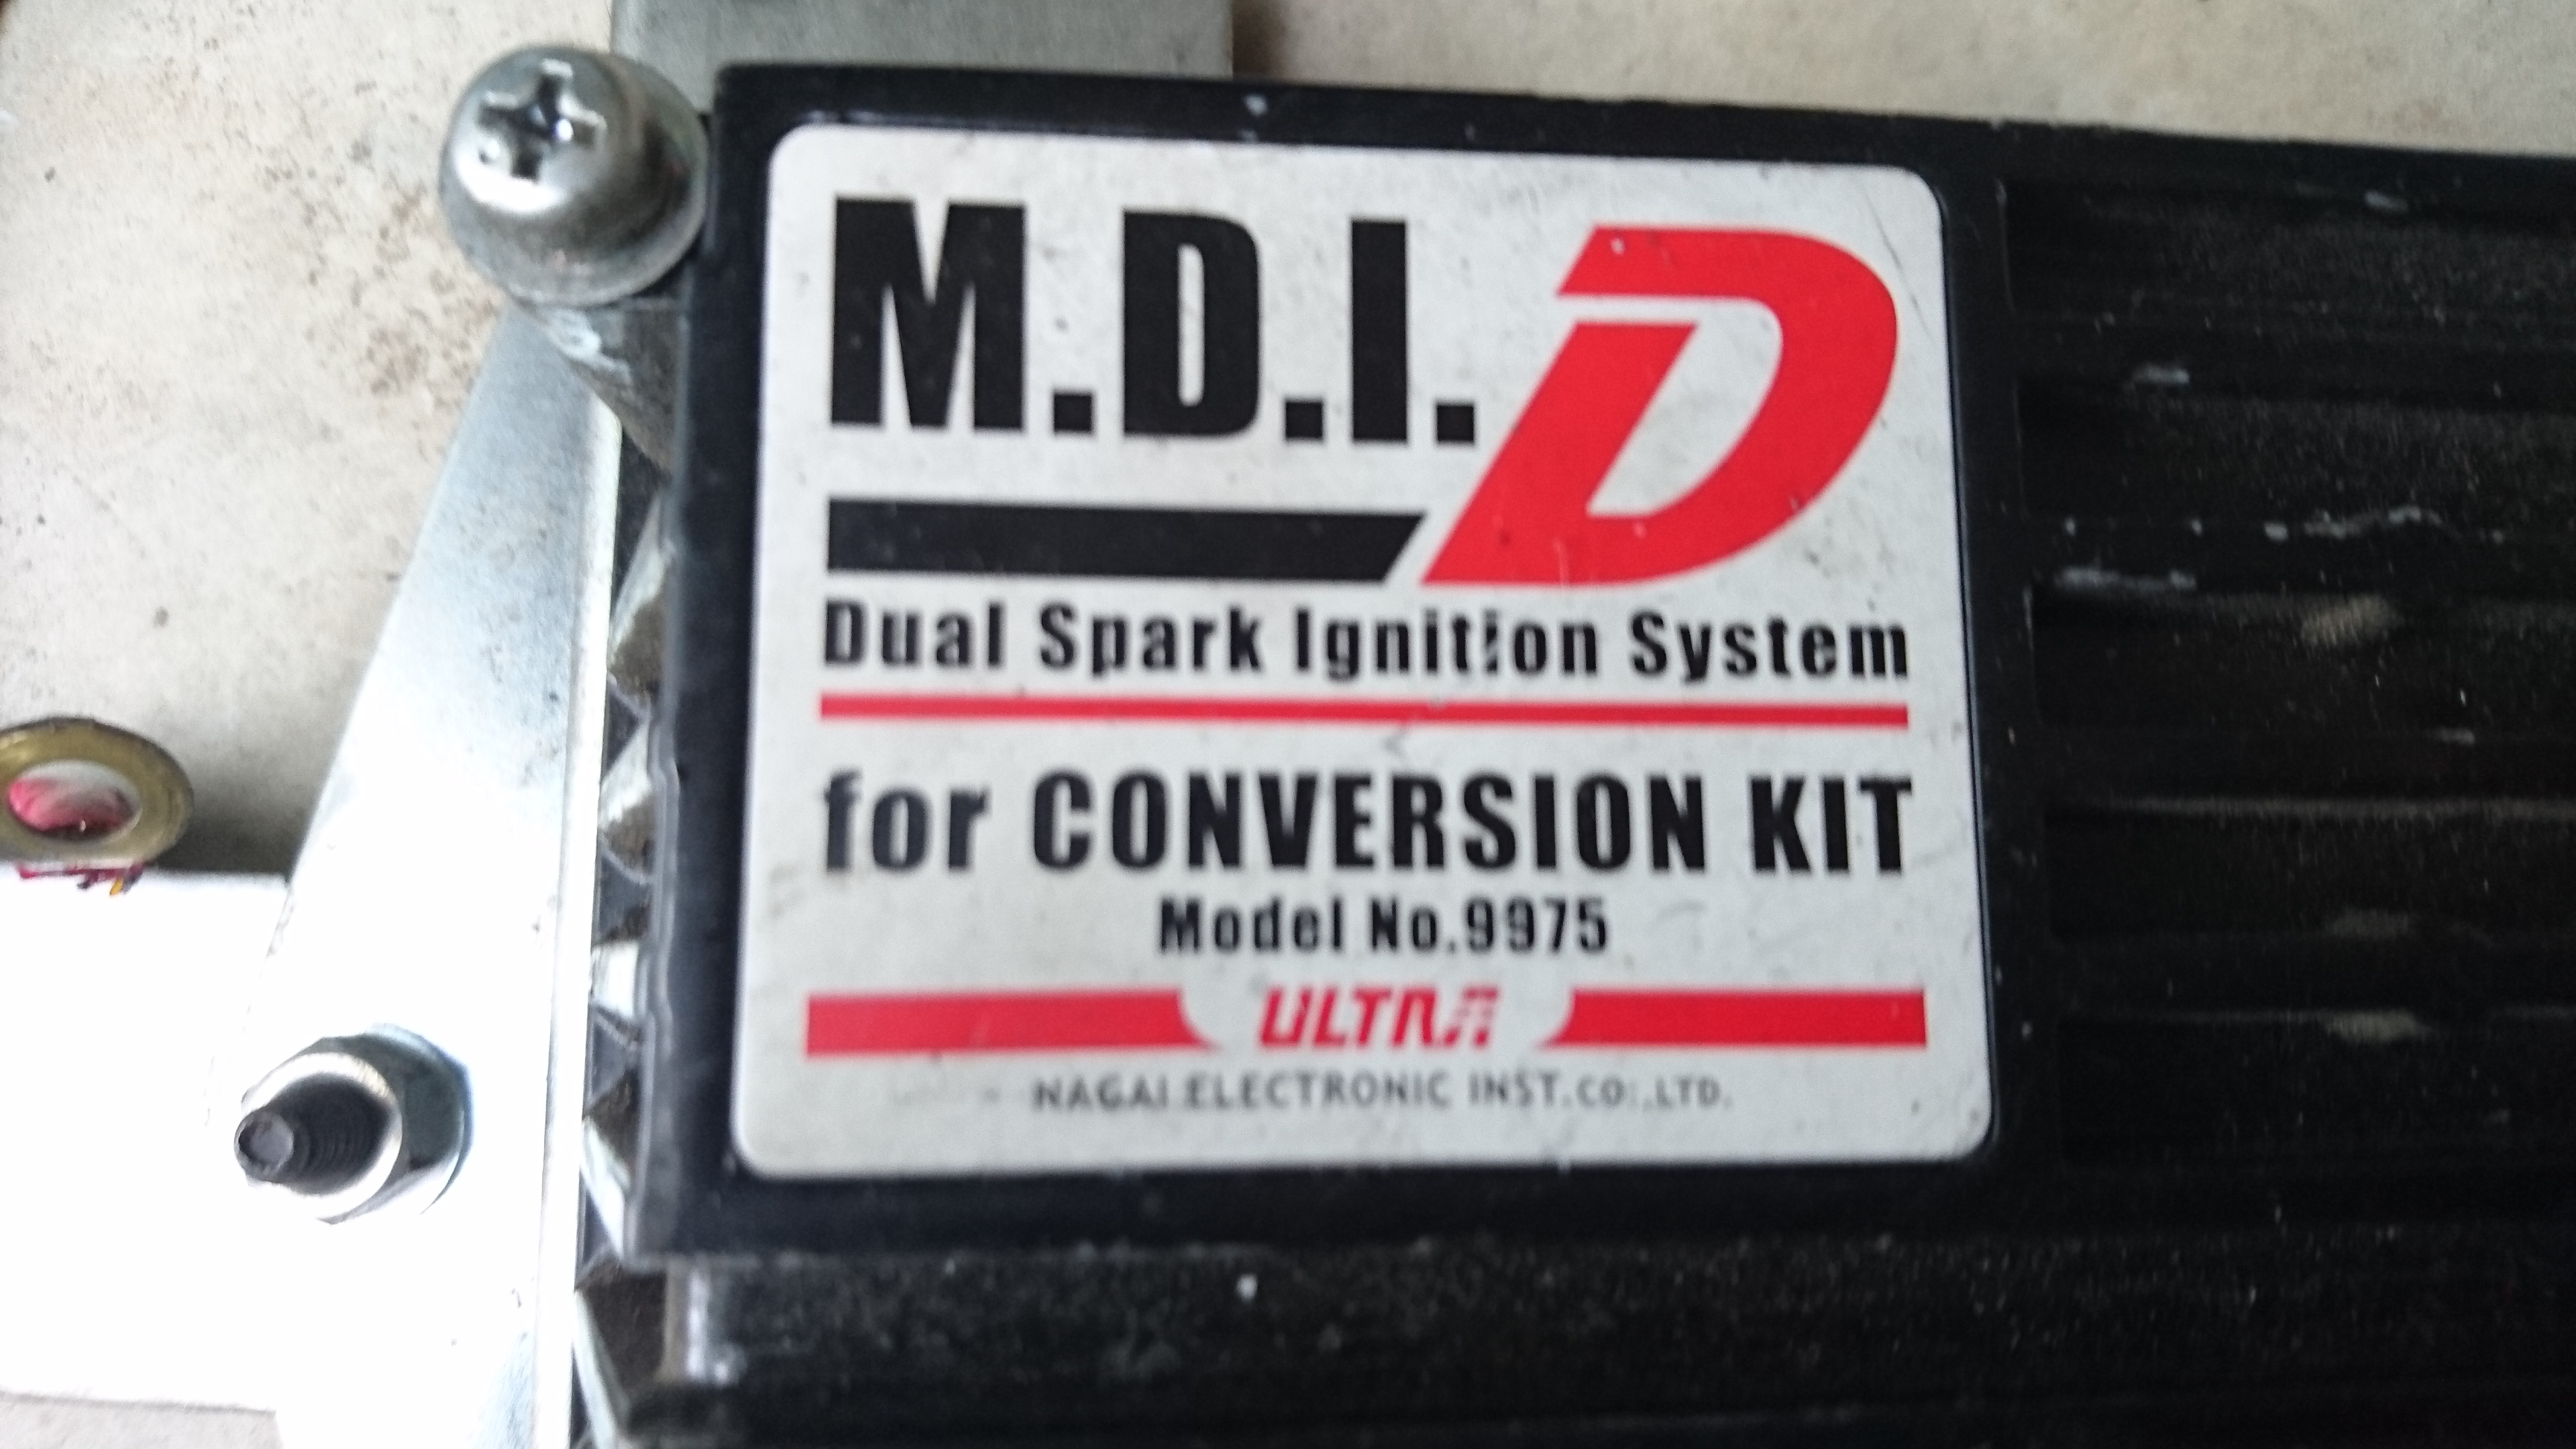 M.D.I. D
Dual Spark Ignition System
for CONVERSION KIT
Model No.9975
ULTRA
NAGAI ELECTRONIC INST.CO.,LTD.